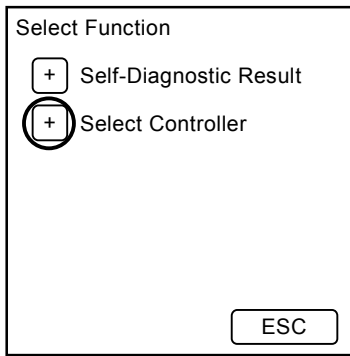 Select Function
+ Self-Diagnostic Result
+ Select Controller
ESC